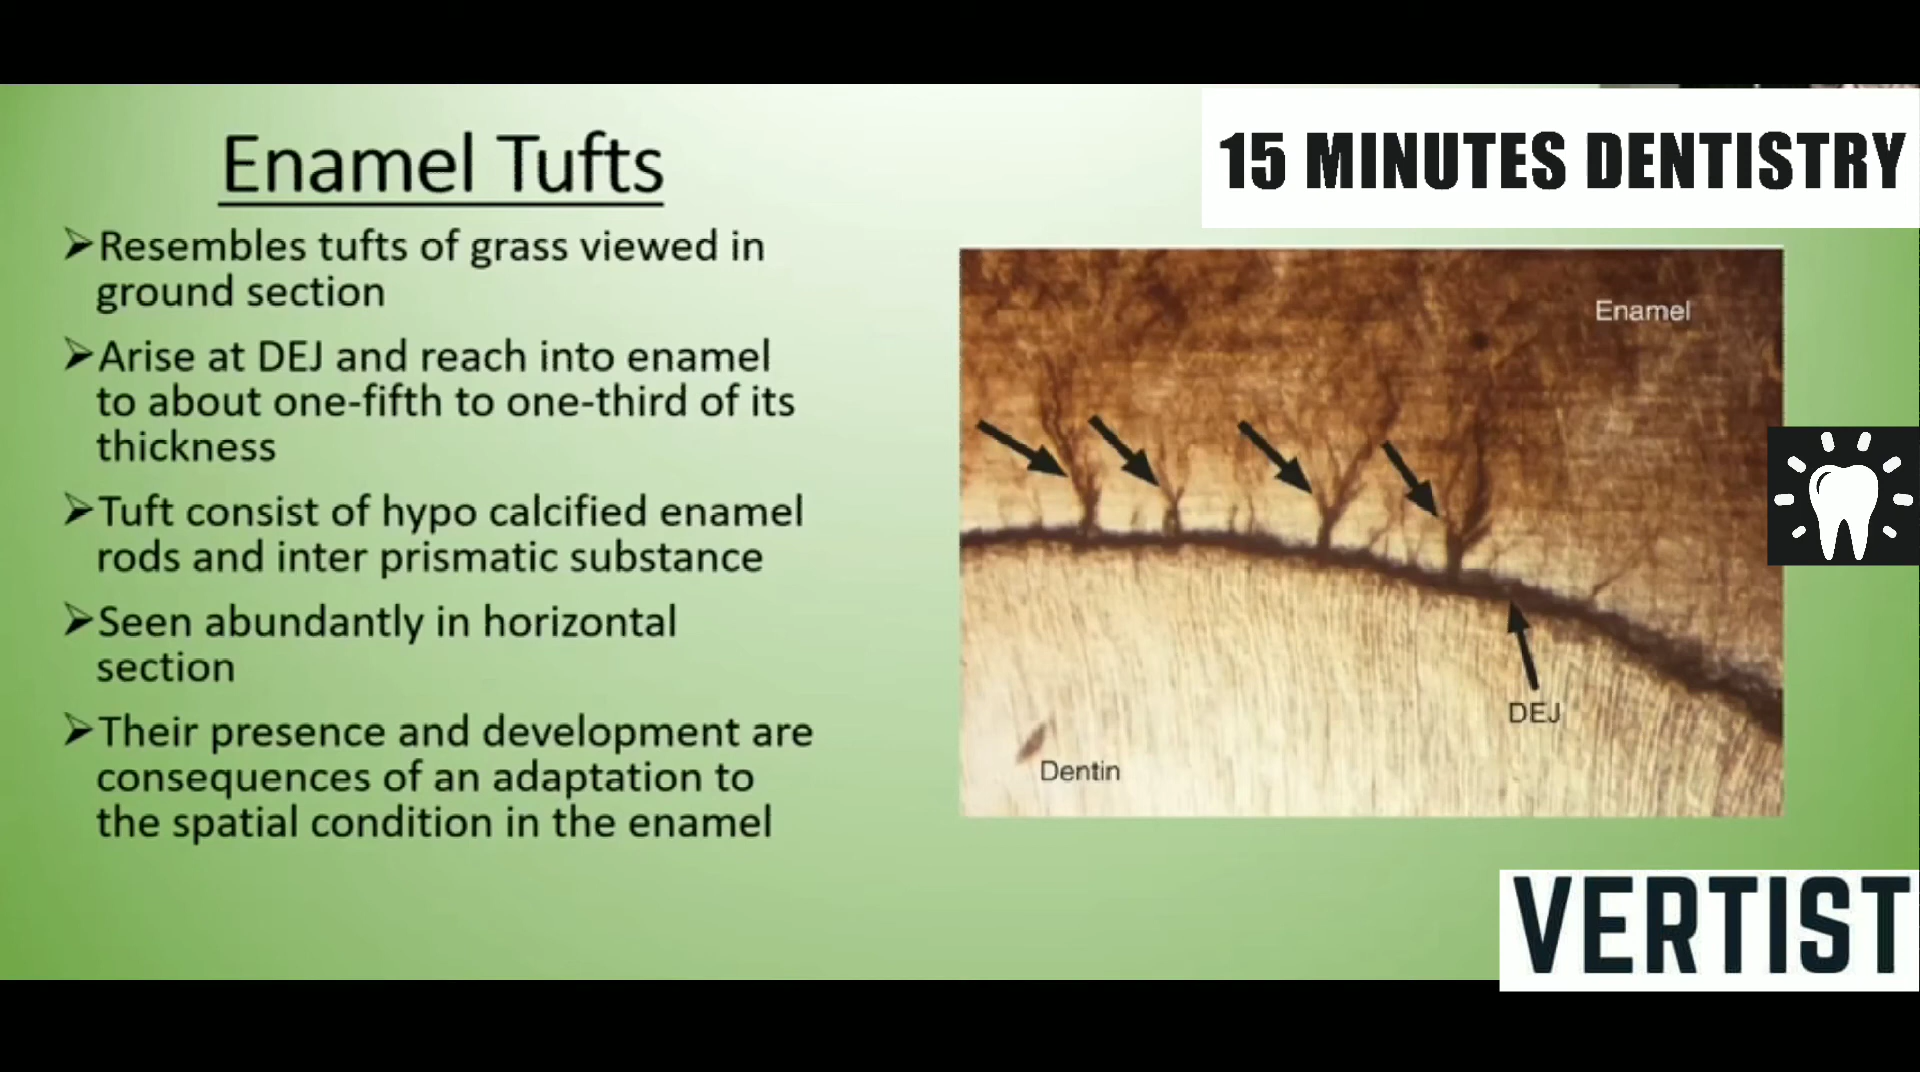 Enamel Tufts
➢Resembles tufts of grass viewed in
ground section
➢Arise at DEJ and reach into enamel
to about one-fifth to one-third of its
thickness
➢Tuft consist of hypo calcified enamel
rods and inter prismatic substance
➢Seen abundantly in horizontal
section
➢Their presence and development are
consequences of an adaptation to
the spatial condition in the enamel
15 MINUTES DENTISTRY
Enamel
DEJ
Dentin
VERTIST